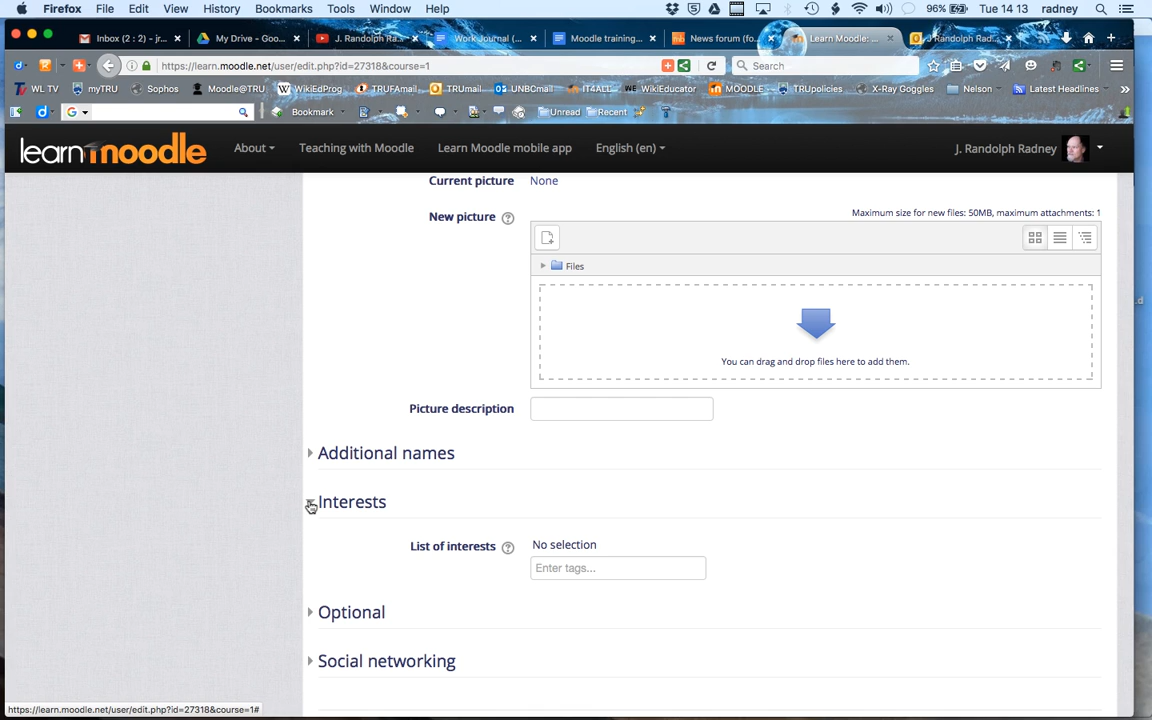 Firefox File Edit View History Bookmarks Tools Window Help 96% Tue 14 13 radney
Inbox (2 : 2) - jr... My Drive - Goo... J. Randolph Ra... Work Journal (... Moodle training... News forum (fo... Learn Moodle: ... J Randolph Rad...
https://learn.moodle.net/user/edit.php?id=27318&course=1 Search
WL TV myTRU Sophos Moodle@TRU WikiEdProg TRUFAmail TRUmail UNBCmail IT4ALL WikiEducator MOODLE TRUpolicies X-Ray Goggles Nelson Latest Headlines
Bookmark Unread Recent
learn moodle About Teaching with Moodle Learn Moodle mobile app English (en) J. Randolph Radney
Current picture None
New picture Maximum size for new files: 50MB, maximum attachments: 1
Files
You can drag and drop files here to add them.
Picture description
Additional names
Interests
List of interests No selection
Enter tags...
Optional
Social networking
https://learn.moodle.net/user/edit.php?id=27318&course=1#